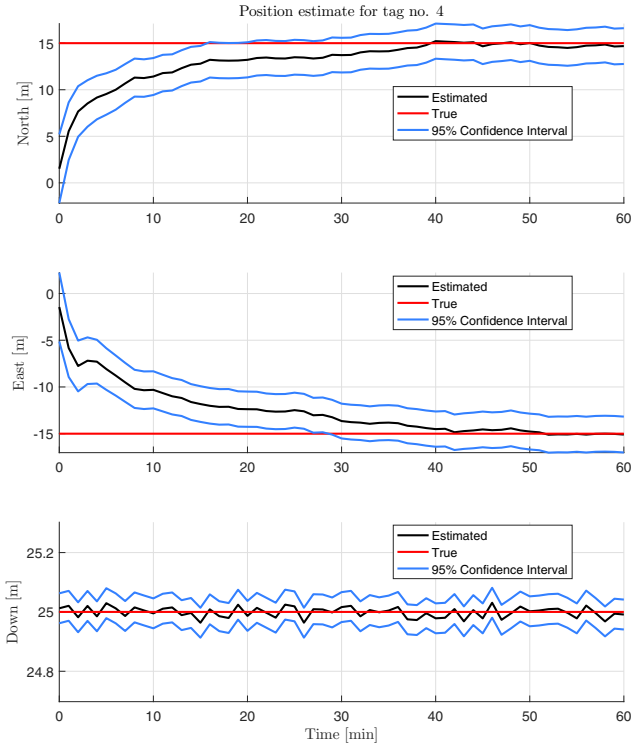 Position estimate for tag no. 4
North [m]
15
10
5
0
Estimated
True
95% Confidence Interval
0 10 20 30 40 50 60
East [m]
0
-5
-10
-15
Estimated
True
95% Confidence Interval
0 10 20 30 40 50 60
Down [m]
25.2
25
24.8
Estimated
True
95% Confidence Interval
0 10 20 30 40 50 60
Time [min]